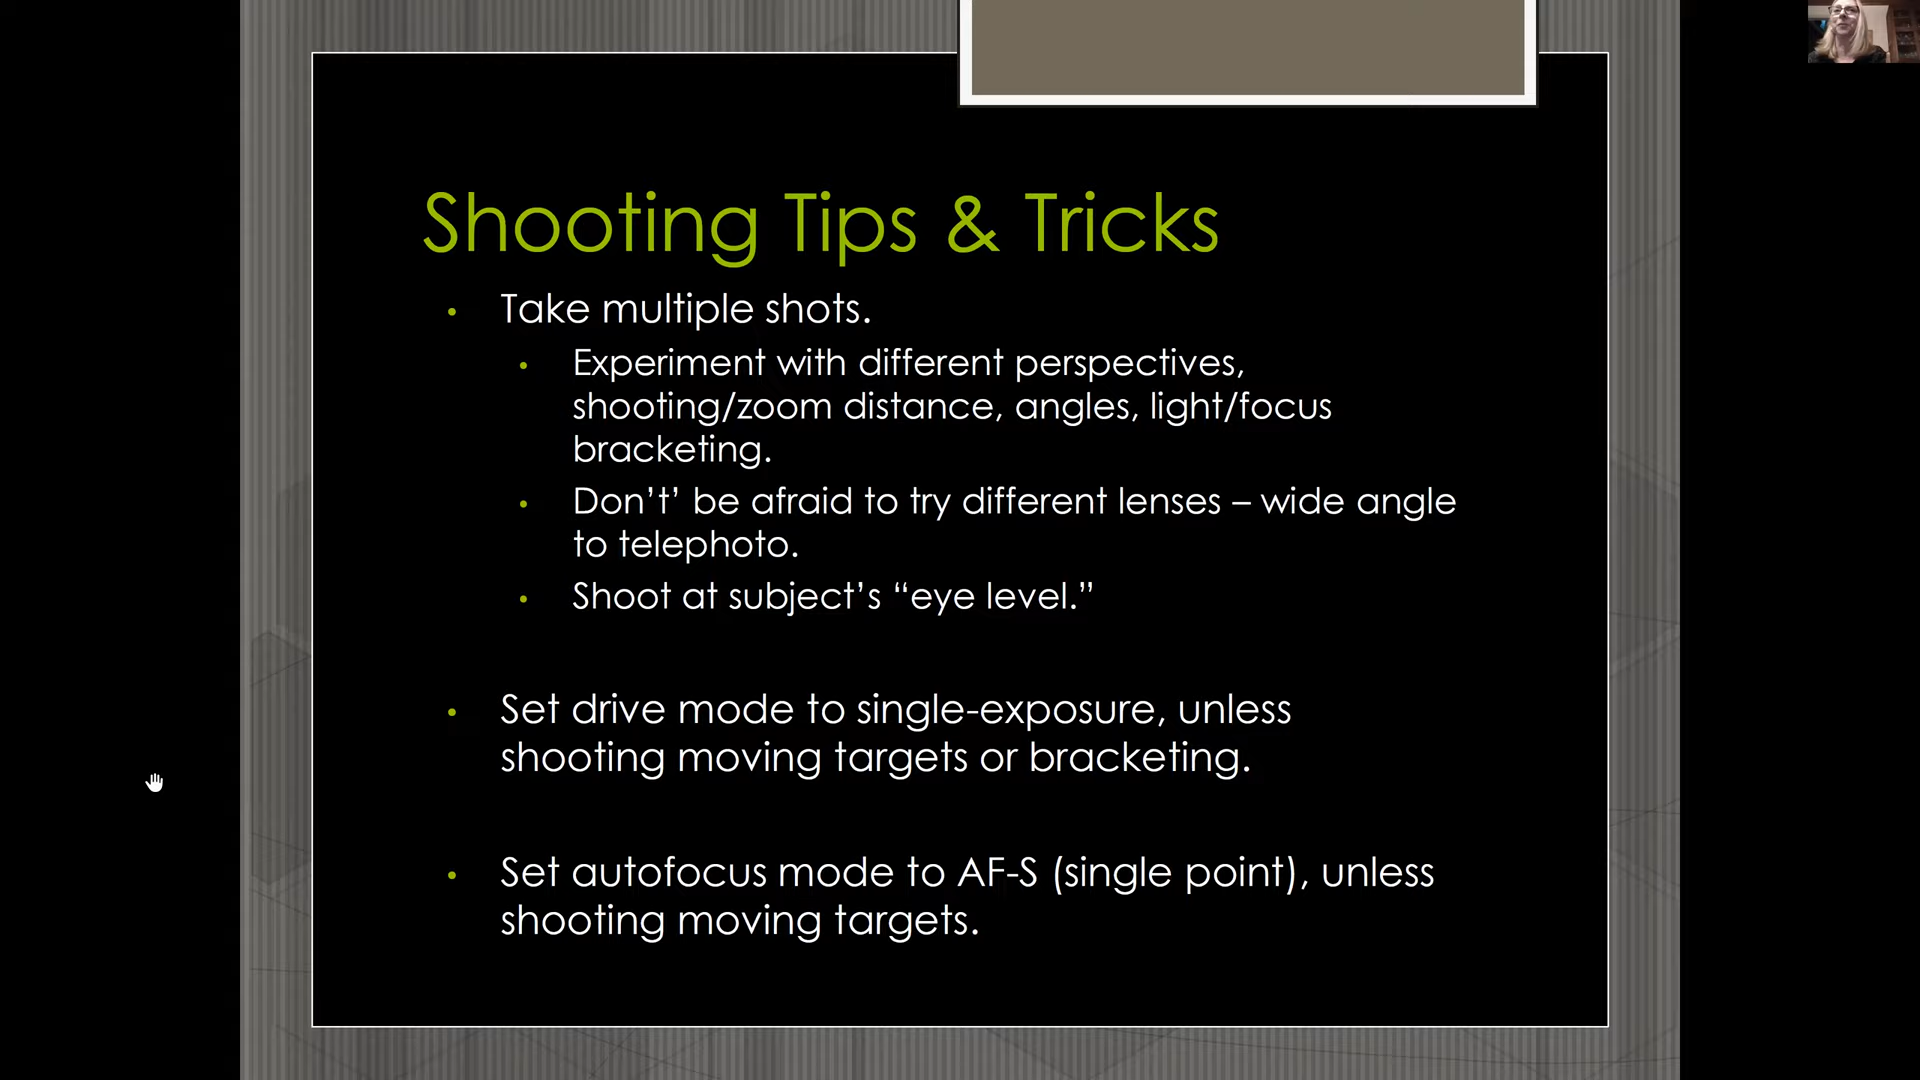 Shooting Tips & Tricks
• Take multiple shots.
• Experiment with different perspectives,
shooting/zoom distance, angles, light/focus
bracketing.
• Don’t’ be afraid to try different lenses – wide angle
to telephoto.
• Shoot at subject’s “eye level.”
• Set drive mode to single-exposure, unless
shooting moving targets or bracketing.
• Set autofocus mode to AF-S (single point), unless
shooting moving targets.